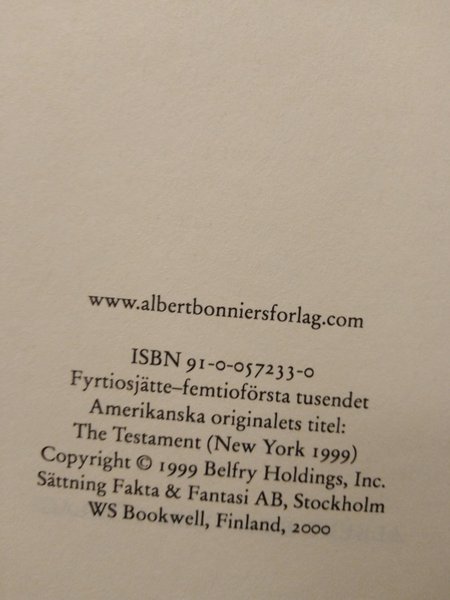 www.albertbonniersforlag.com
ISBN 91-0-057233-0
Fyrtiosjätte–femtioförsta tusendet
Amerikanska originalets titel:
The Testament (New York 1999)
Copyright © 1999 Belfry Holdings, Inc.
Sättning Fakta & Fantasi AB, Stockholm
WS Bookwell, Finland, 2000